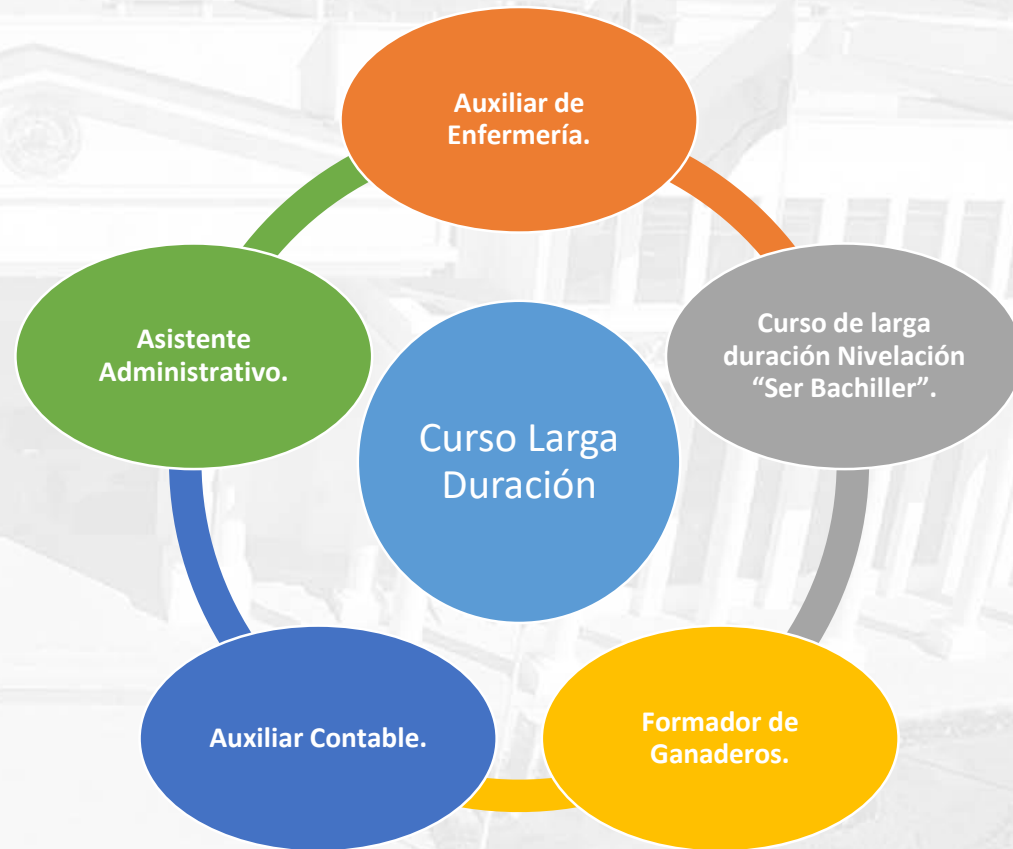 Auxiliar de
Enfermería.
Curso de larga
duración Nivelación
“Ser Bachiller”.
Formador de
Ganaderos.
Auxiliar Contable.
Asistente
Administrativo.
Curso Larga
Duración